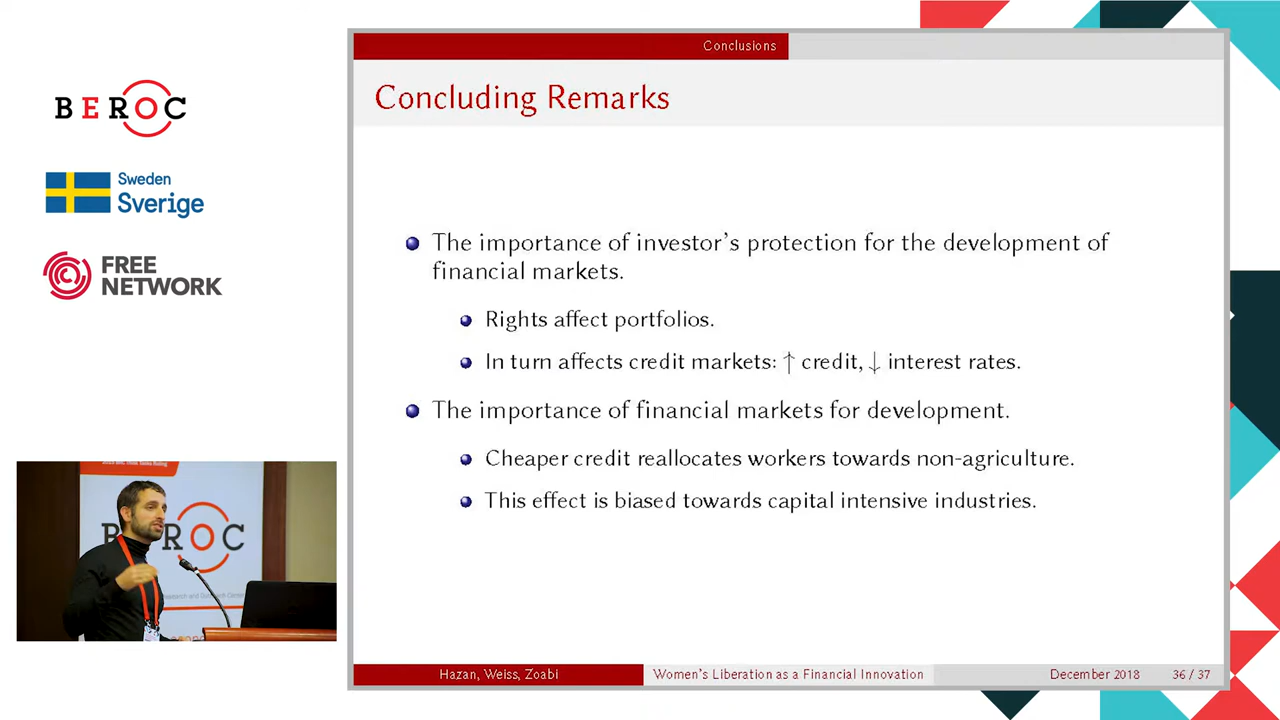 BEROC
Sweden
Sverige
FREE
NETWORK
Conclusions
Concluding Remarks
The importance of investor's protection for the development of
financial markets.
Rights affect portfolios.
In turn affects credit markets: ↑ credit, ↓ interest rates.
The importance of financial markets for development.
Cheaper credit reallocates workers towards non-agriculture.
This effect is biased towards capital intensive industries.
BEROC
Hazan, Weiss, Zoabi
Women's Liberation as a Financial Innovation
December 2018
36 / 37